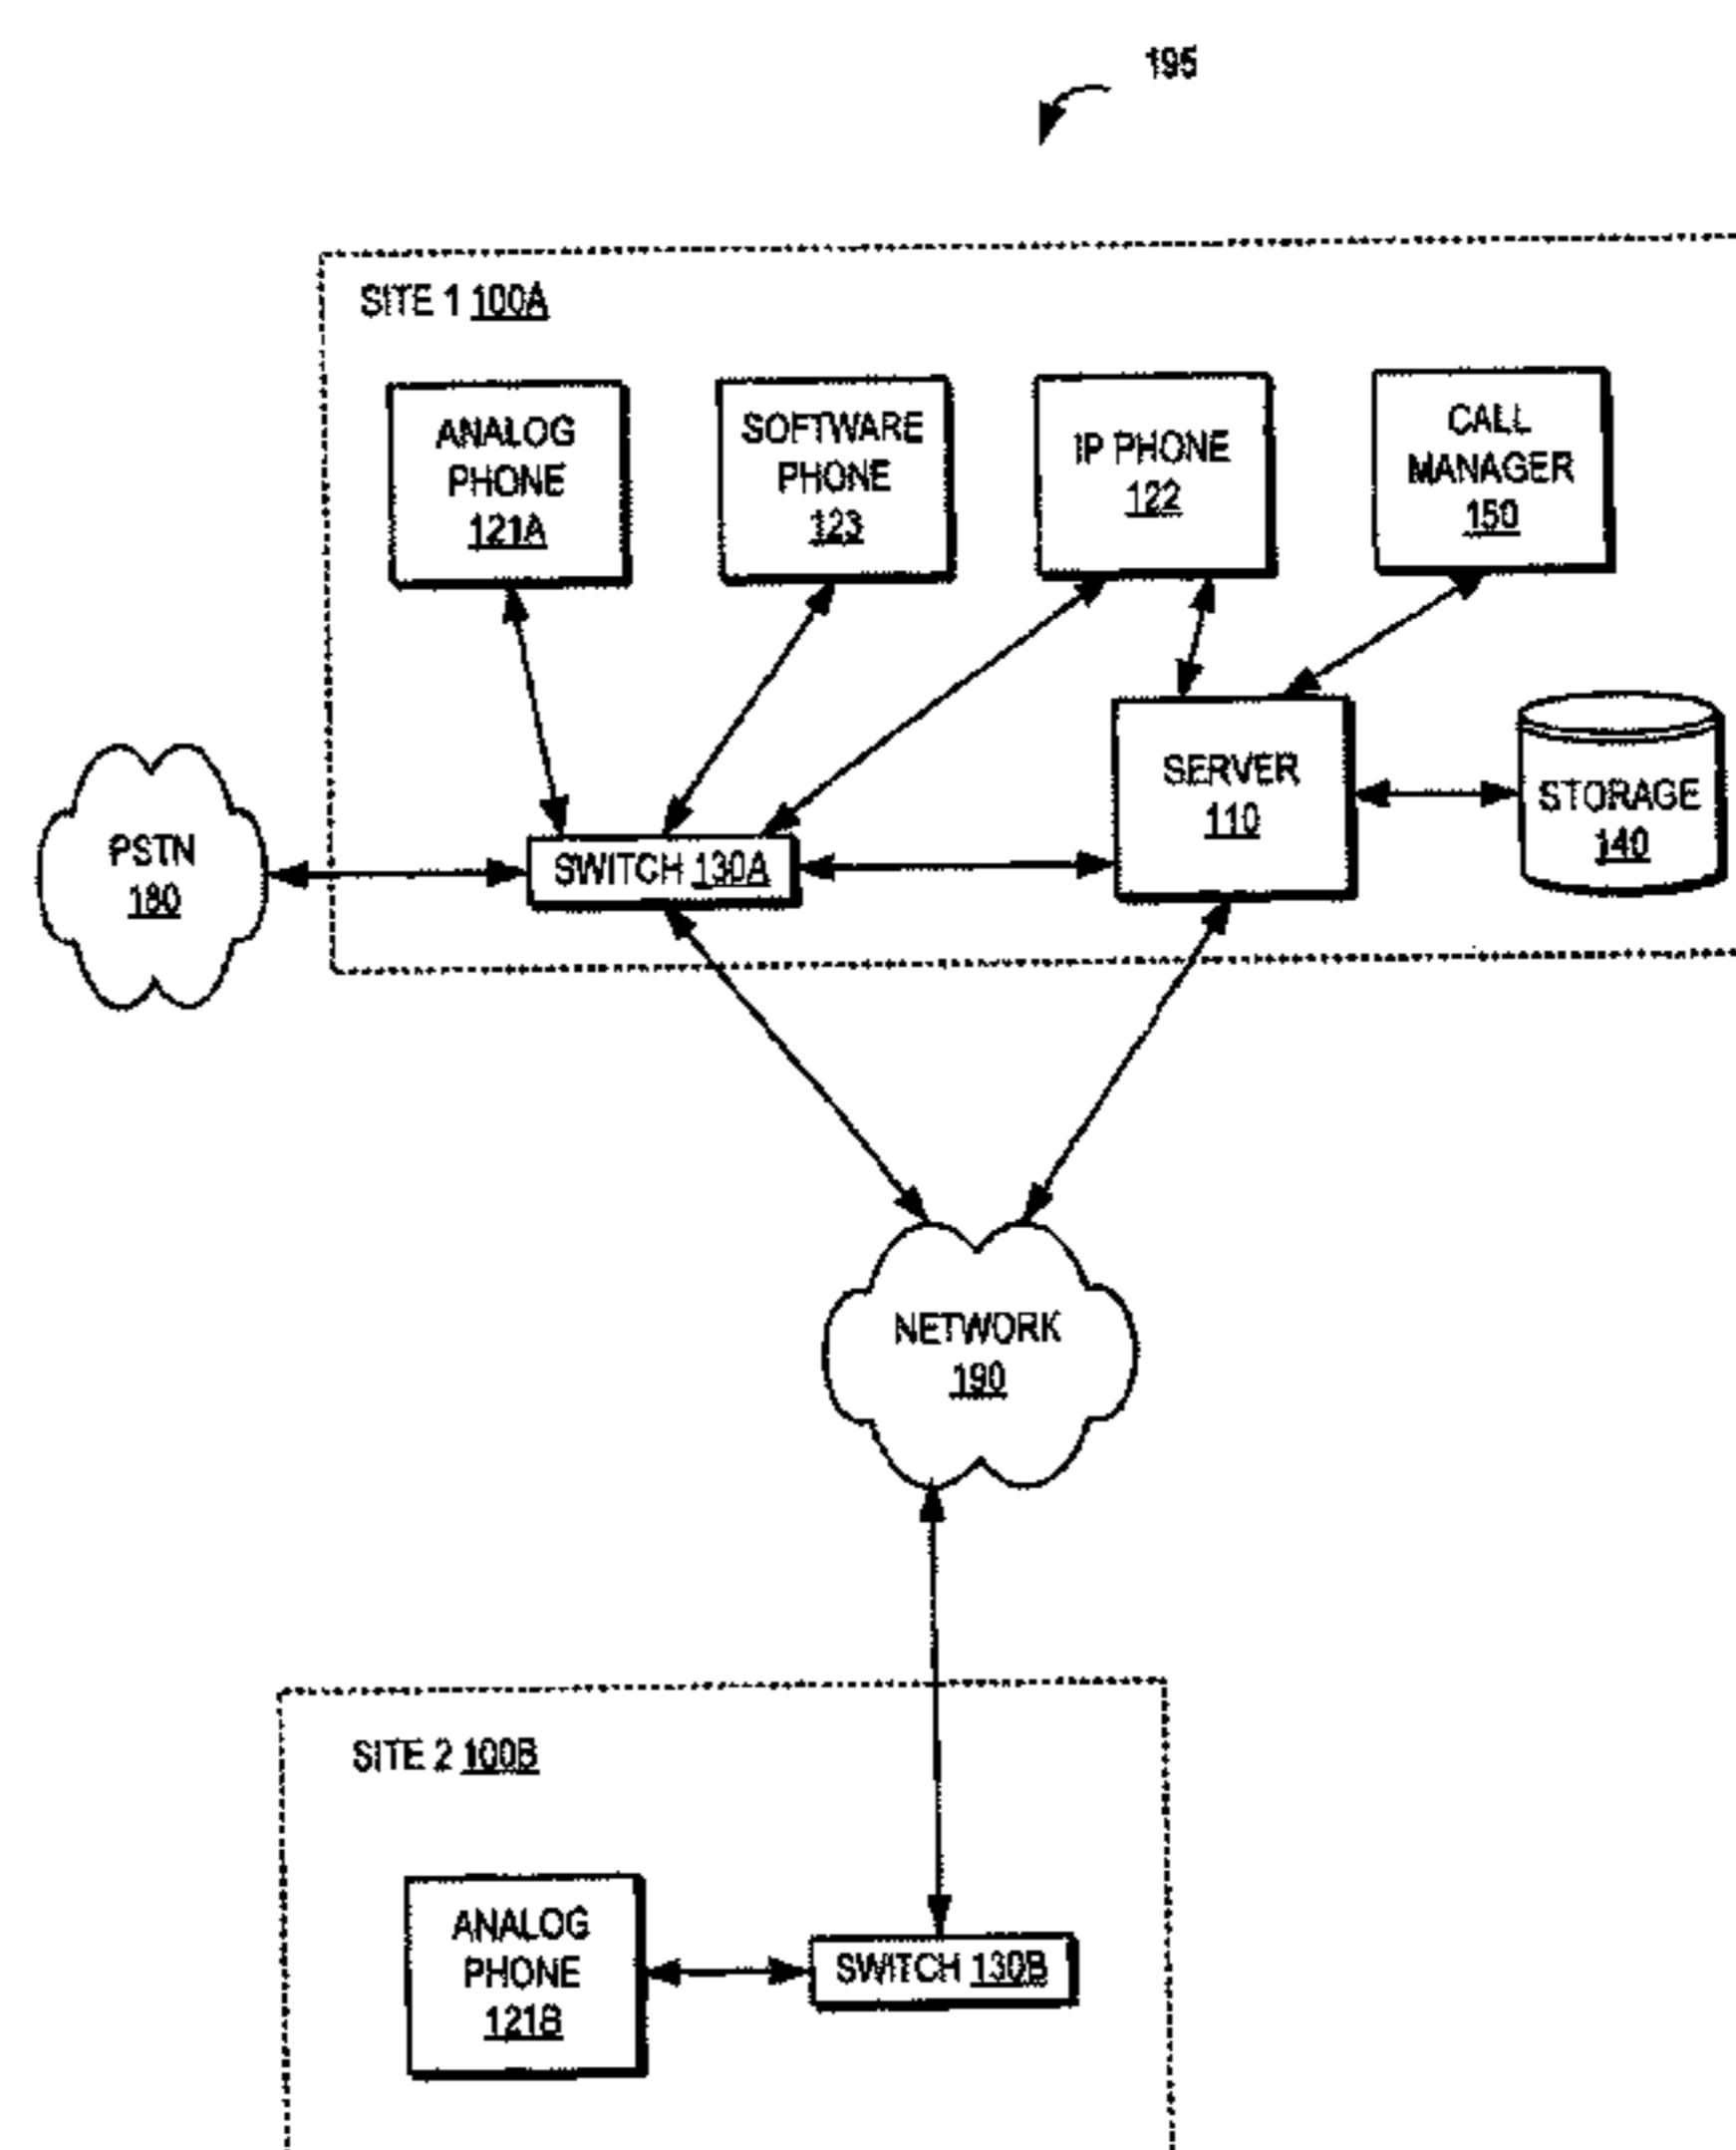 195
SITE 1 100A
ANALOG
PHONE
121A
SOFTWARE
PHONE
123
IP PHONE
122
CALL
MANAGER
150
SERVER
110
STORAGE
140
PSTN
180
SWITCH 130A
NETWORK
190
SITE 2 100B
ANALOG
PHONE
121B
SWITCH 130B